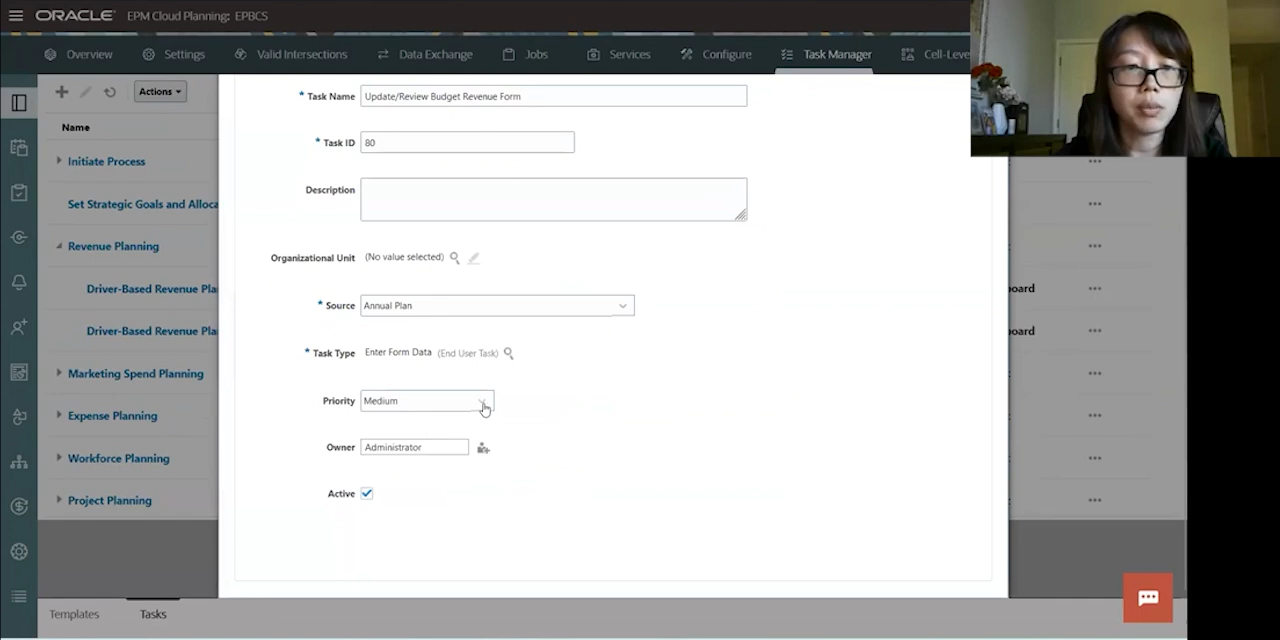 ORACLE EPM Cloud Planning: EPBCS
Overview Settings Valid Intersections Data Exchange Jobs Services Configure Task Manager Cell-Leve
Actions
Name
Initiate Process
Set Strategic Goals and Alloca
Revenue Planning
Driver-Based Revenue Pla
Driver-Based Revenue Pla
Marketing Spend Planning
Expense Planning
Workforce Planning
Project Planning
* Task Name Update/Review Budget Revenue Form
* Task ID 80
Description
Organizational Unit (No value selected)
* Source Annual Plan
* Task Type Enter Form Data (End User Task)
Priority Medium
Owner Administrator
Active
oard
oard
Templates Tasks